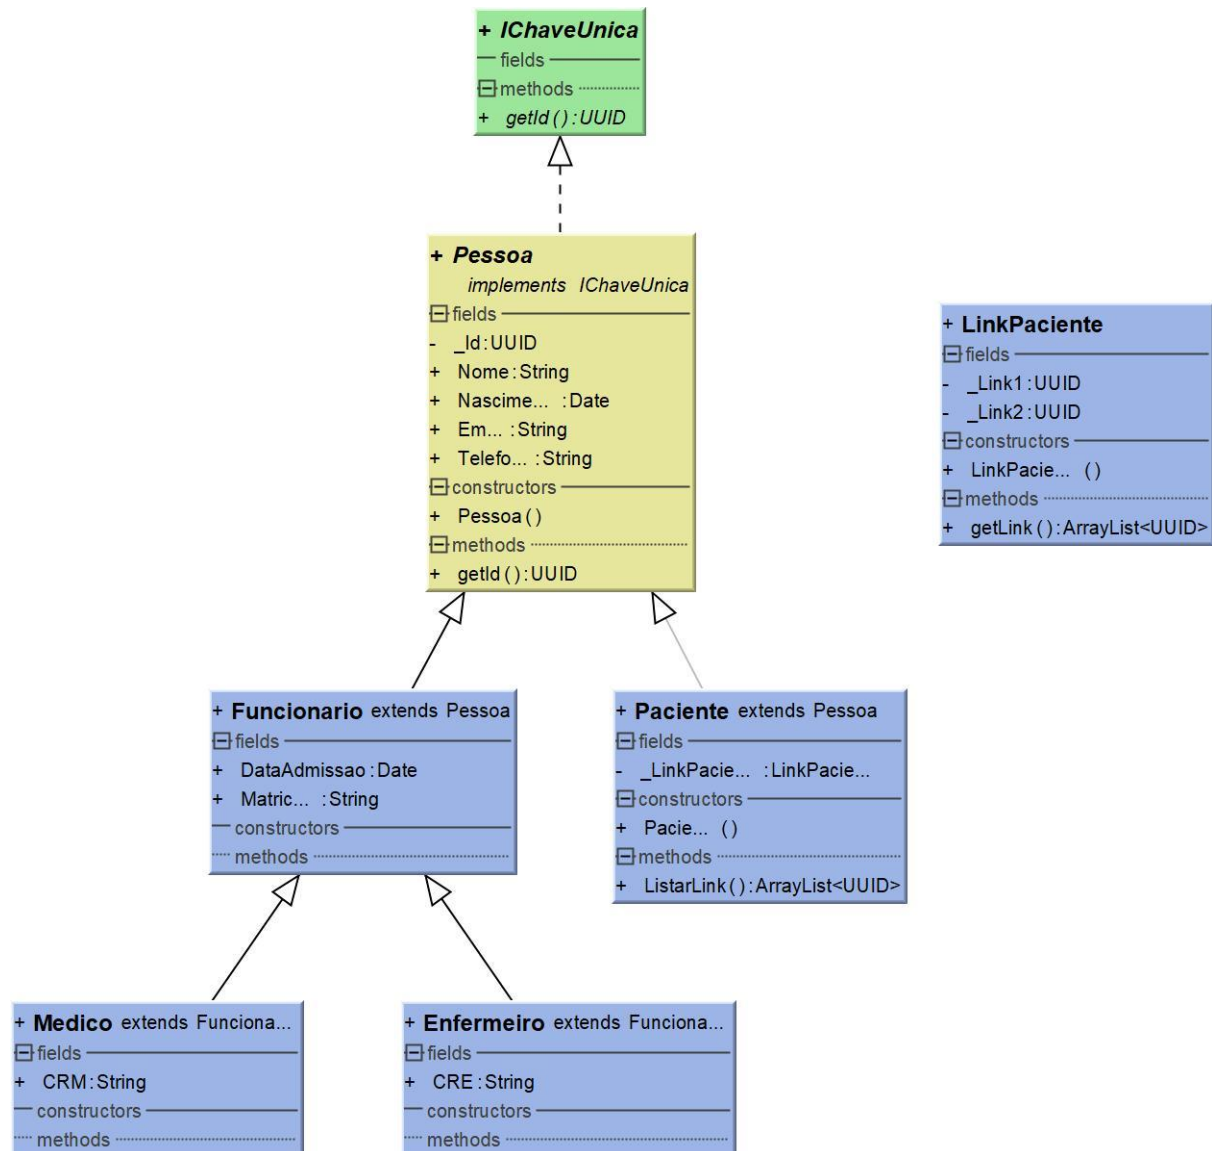 + IChaveUnica
fields
methods
+ getId():UUID
+ Pessoa
implements IChaveUnica
fields
- _Id:UUID
+ Nome:String
+ Nascime... :Date
+ Em... :String
+ Telefo... :String
constructors
+ Pessoa()
methods
+ getId():UUID
+ LinkPaciente
fields
- _Link1:UUID
- _Link2:UUID
constructors
+ LinkPacie... ()
methods
+ getLink():ArrayList<UUID>
+ Funcionario extends Pessoa
fields
+ DataAdmissao:Date
+ Matric... :String
constructors
methods
+ Paciente extends Pessoa
fields
- _LinkPacie... :LinkPacie...
constructors
+ Pacie... ()
methods
+ ListarLink():ArrayList<UUID>
+ Medico extends Funciona...
fields
+ CRM:String
constructors
methods
+ Enfermeiro extends Funciona...
fields
+ CRE:String
constructors
methods